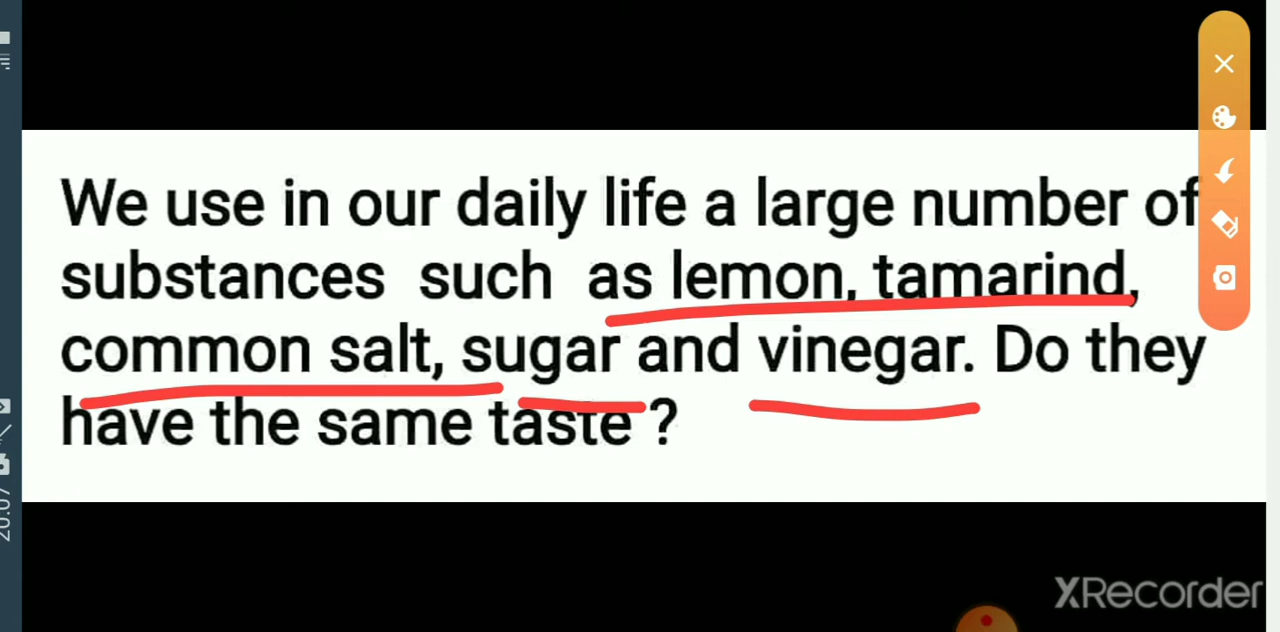 We use in our daily life a large number of
substances such as lemon, tamarind,
common salt, sugar and vinegar. Do they
have the same taste ?
XRecorder